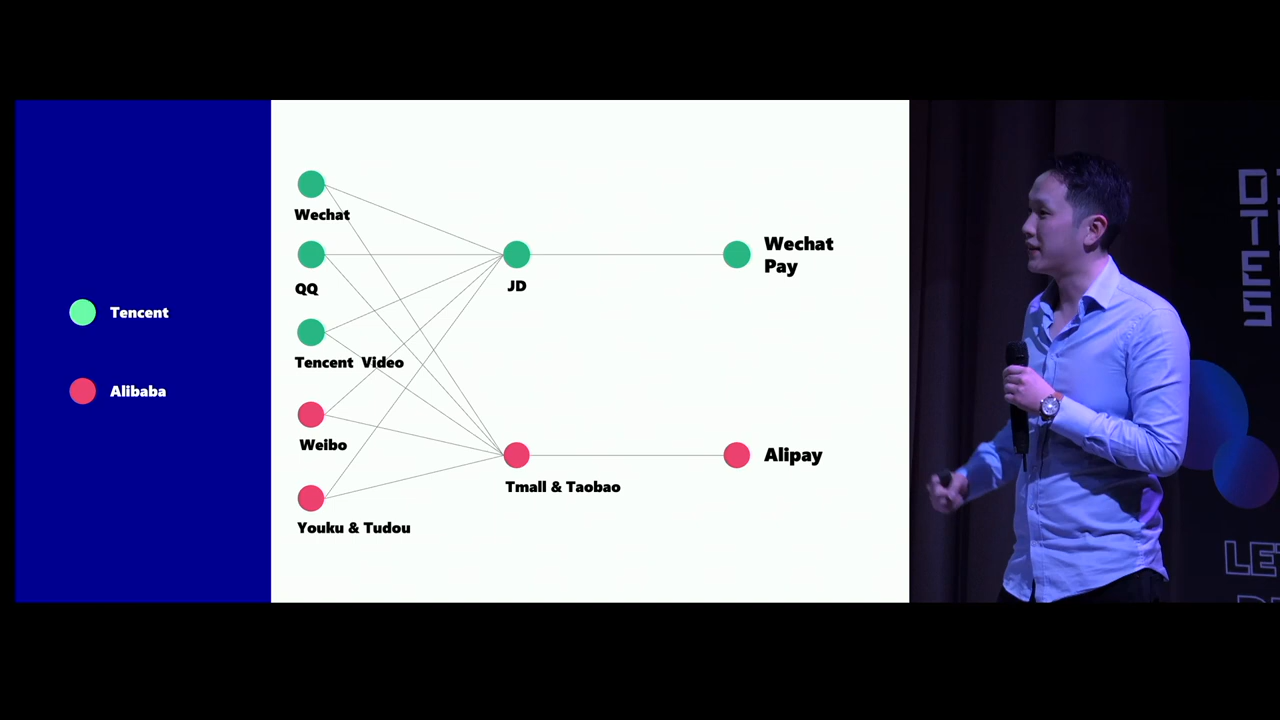 Tencent
Alibaba
Wechat
QQ
Tencent Video
Weibo
Youku & Tudou
JD
Tmall & Taobao
Wechat
Pay
Alipay